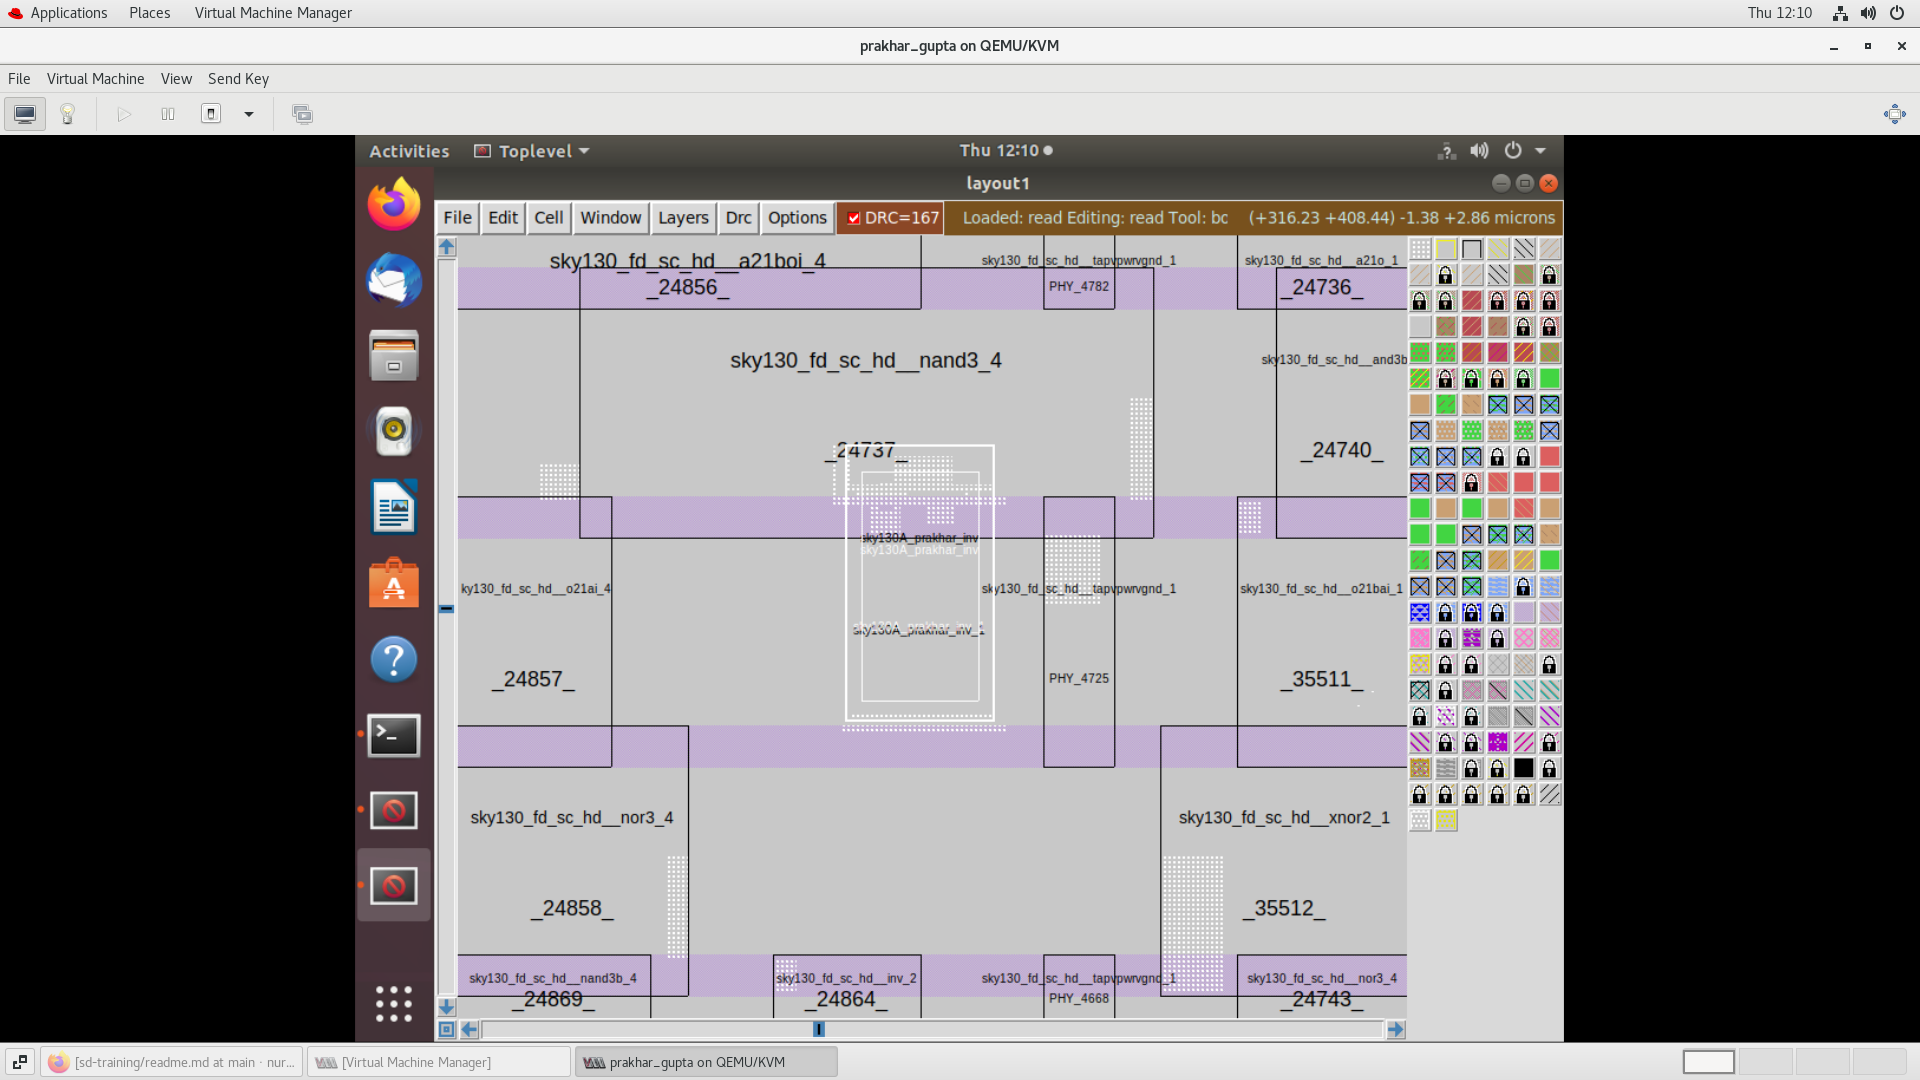 Applications Places Virtual Machine Manager Thu 12:10
prakhar_gupta on QEMU/KVM
File Virtual Machine View Send Key
Activities Toplevel Thu 12:10
layout1
File Edit Cell Window Layers Drc Options DRC=167 Loaded: read Editing: read Tool: bc (+316.23 +408.44) -1.38 +2.86 microns
sky130_fd_sc_hd__a21boi_4 sky130_fd_sc_hd__tapvpwrvgnd_1 sky130_fd_sc_hd__a21o_1
_24856_ PHY_4782 _24736_
sky130_fd_sc_hd__nand3_4 sky130_fd_sc_hd__and3b
_24737_ _24740_
sky130A_prakhar_inv
sky130A_prakhar_inv
ky130_fd_sc_hd__o21ai_4 sky130_fd_sc_hd__tapvpwrvgnd_1 sky130_fd_sc_hd__o21bai_1
sky130A_prakhar_inv_1
_24857_ PHY_4725 _35511_
sky130_fd_sc_hd__nor3_4 sky130_fd_sc_hd__xnor2_1
_24858_ _35512_
sky130_fd_sc_hd__nand3b_4 sky130_fd_sc_hd__inv_2 sky130_fd_sc_hd__tapvpwrvgnd_1 sky130_fd_sc_hd__nor3_4
_24869_ _24864_ PHY_4668 _24743_
[sd-training/readme.md at main · nur... [Virtual Machine Manager] prakhar_gupta on QEMU/KVM